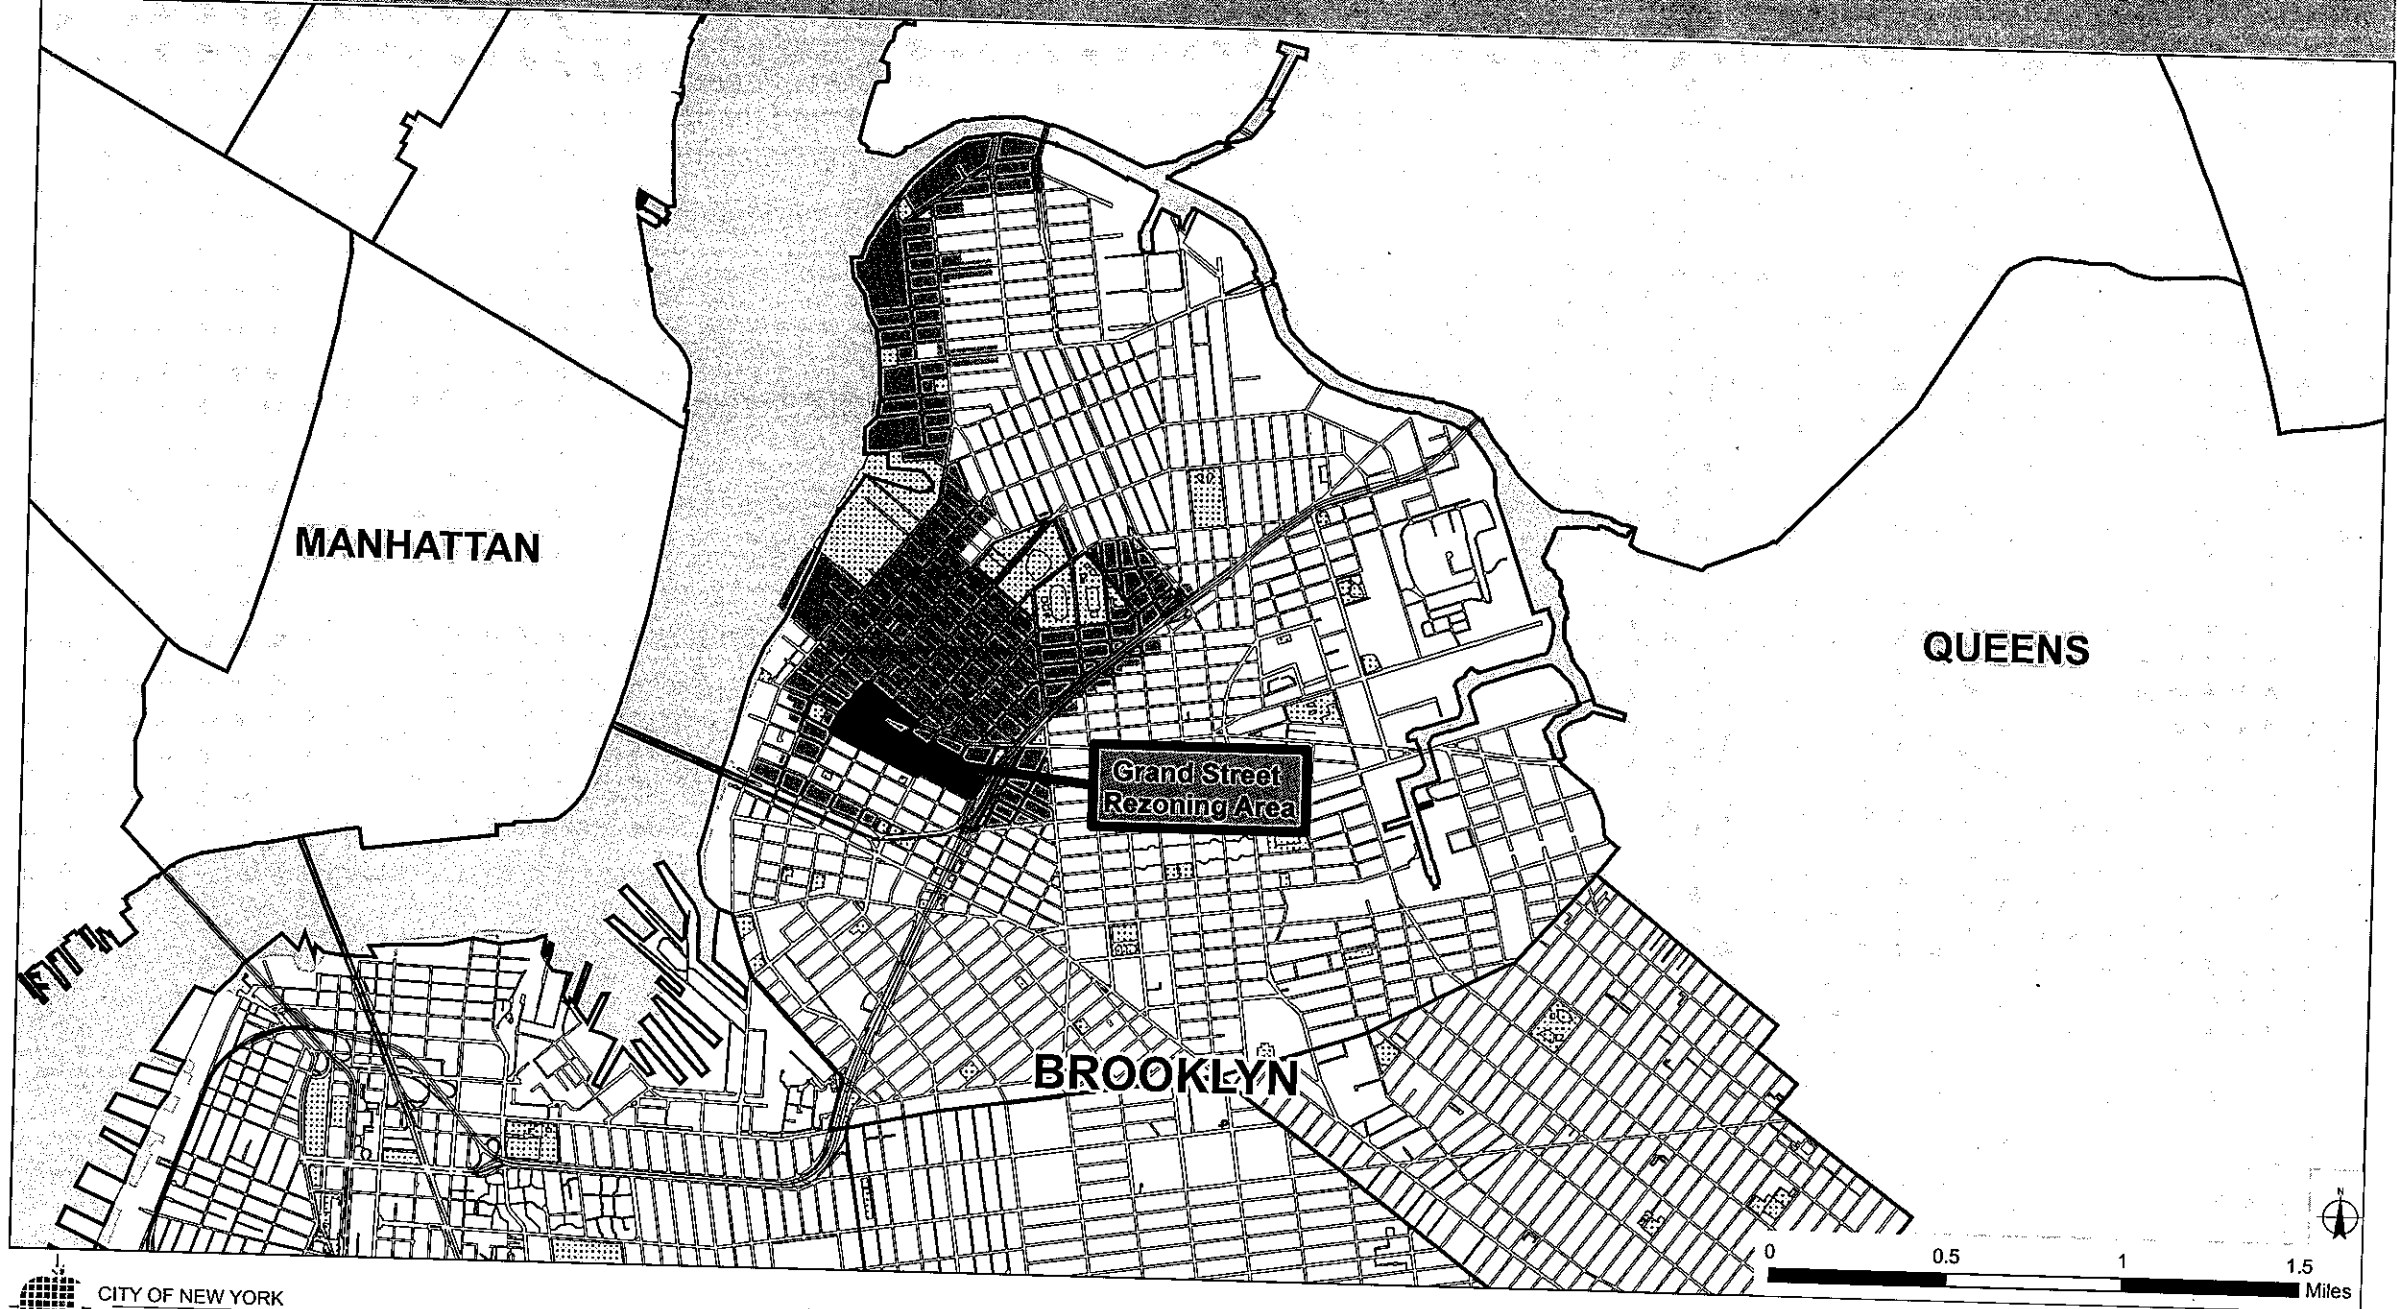 MANHATTAN
QUEENS
Grand Street
Rezoning Area
BROOKLYN
N
0 0.5 1 1.5
Miles
CITY OF NEW YORK